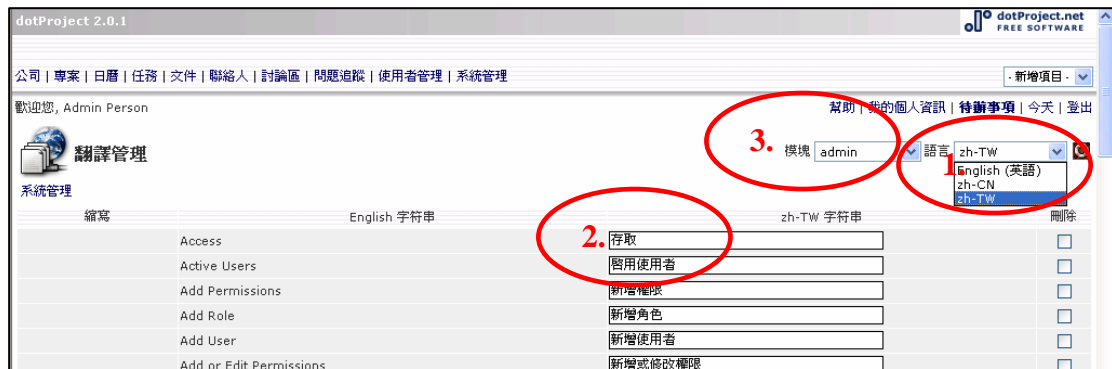 dotProject 2.0.1
dotProject.net
FREE SOFTWARE
公司 | 專案 | 日曆 | 任務 | 文件 | 聯絡人 | 討論區 | 問題追蹤 | 使用者管理 | 系統管理
- 新增項目 -
歡迎您, Admin Person
幫助 | 我的個人資訊 | 待辦事項 | 今天 | 登出
翻譯管理
3. 模塊 admin 語言 zh-TW
1.
English (英語)
zh-CN
zh-TW
系統管理
縮寫 English 字符串 zh-TW 字符串 刪除
2.
Access 存取
Active Users 啓用使用者
Add Permissions 新增權限
Add Role 新增角色
Add User 新增使用者
Add or Edit Permissions 新增或修改權限